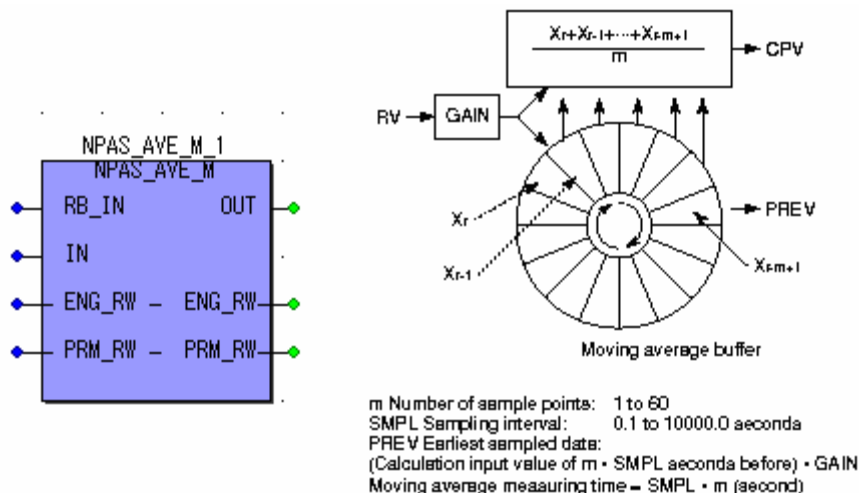 NPAS_AVE_M_1
NPAS_AVE_M
RB_IN OUT
IN
ENG_RW - ENG_RW
PRM_RW - PRM_RW
Xr+Xr-1+···+Xr-m+1
m
CPV
RV GAIN
Xr
PREV
Xr-1
Xr-m+1
Moving average buffer
m Number of sample points: 1 to 60
SMPL Sampling interval: 0.1 to 10000.0 seconds
PREV Earliest sampled data:
(Calculation input value of m · SMPL seconds before) · GAIN
Moving average measuring time = SMPL · m (second)